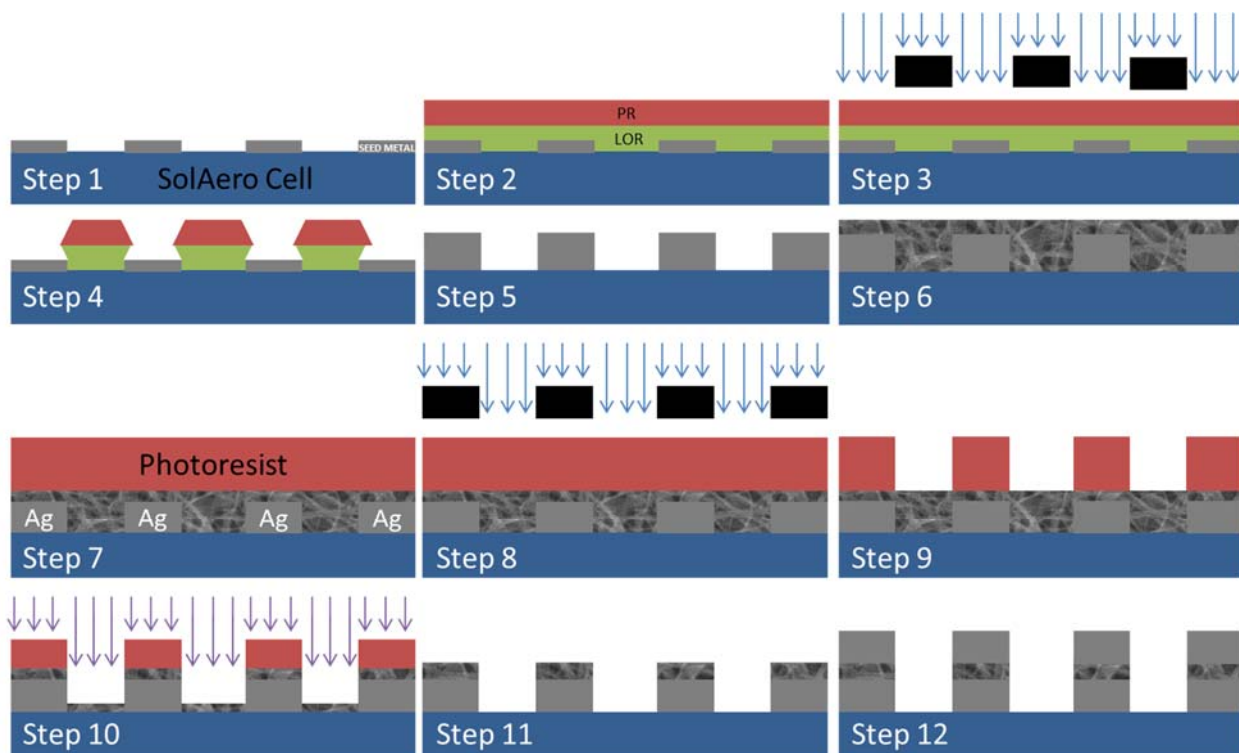 SEED METAL
Step 1
SolAero Cell
PR
LOR
Step 2
Step 3
Step 4
Step 5
Step 6
Photoresist
Ag Ag Ag Ag
Step 7
Step 8
Step 9
Step 10
Step 11
Step 12